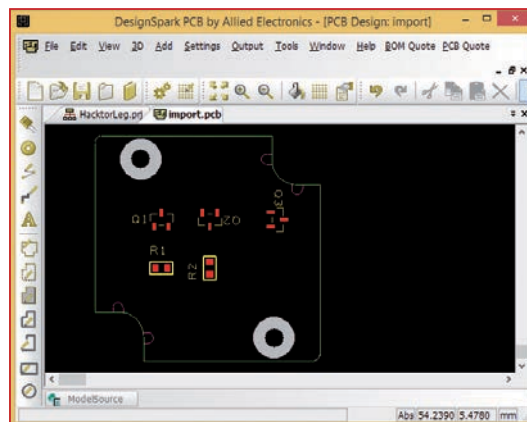 DesignSpark PCB by Allied Electronics - [PCB Design: import]
File Edit View 3D Add Settings Output Tools Window Help BOM Quote PCB Quote
HacktorLeg.prj import.pcb
Q1 Q2 Q3
R1
R2
ModelSource
Abs 54.2390 5.4780 mm